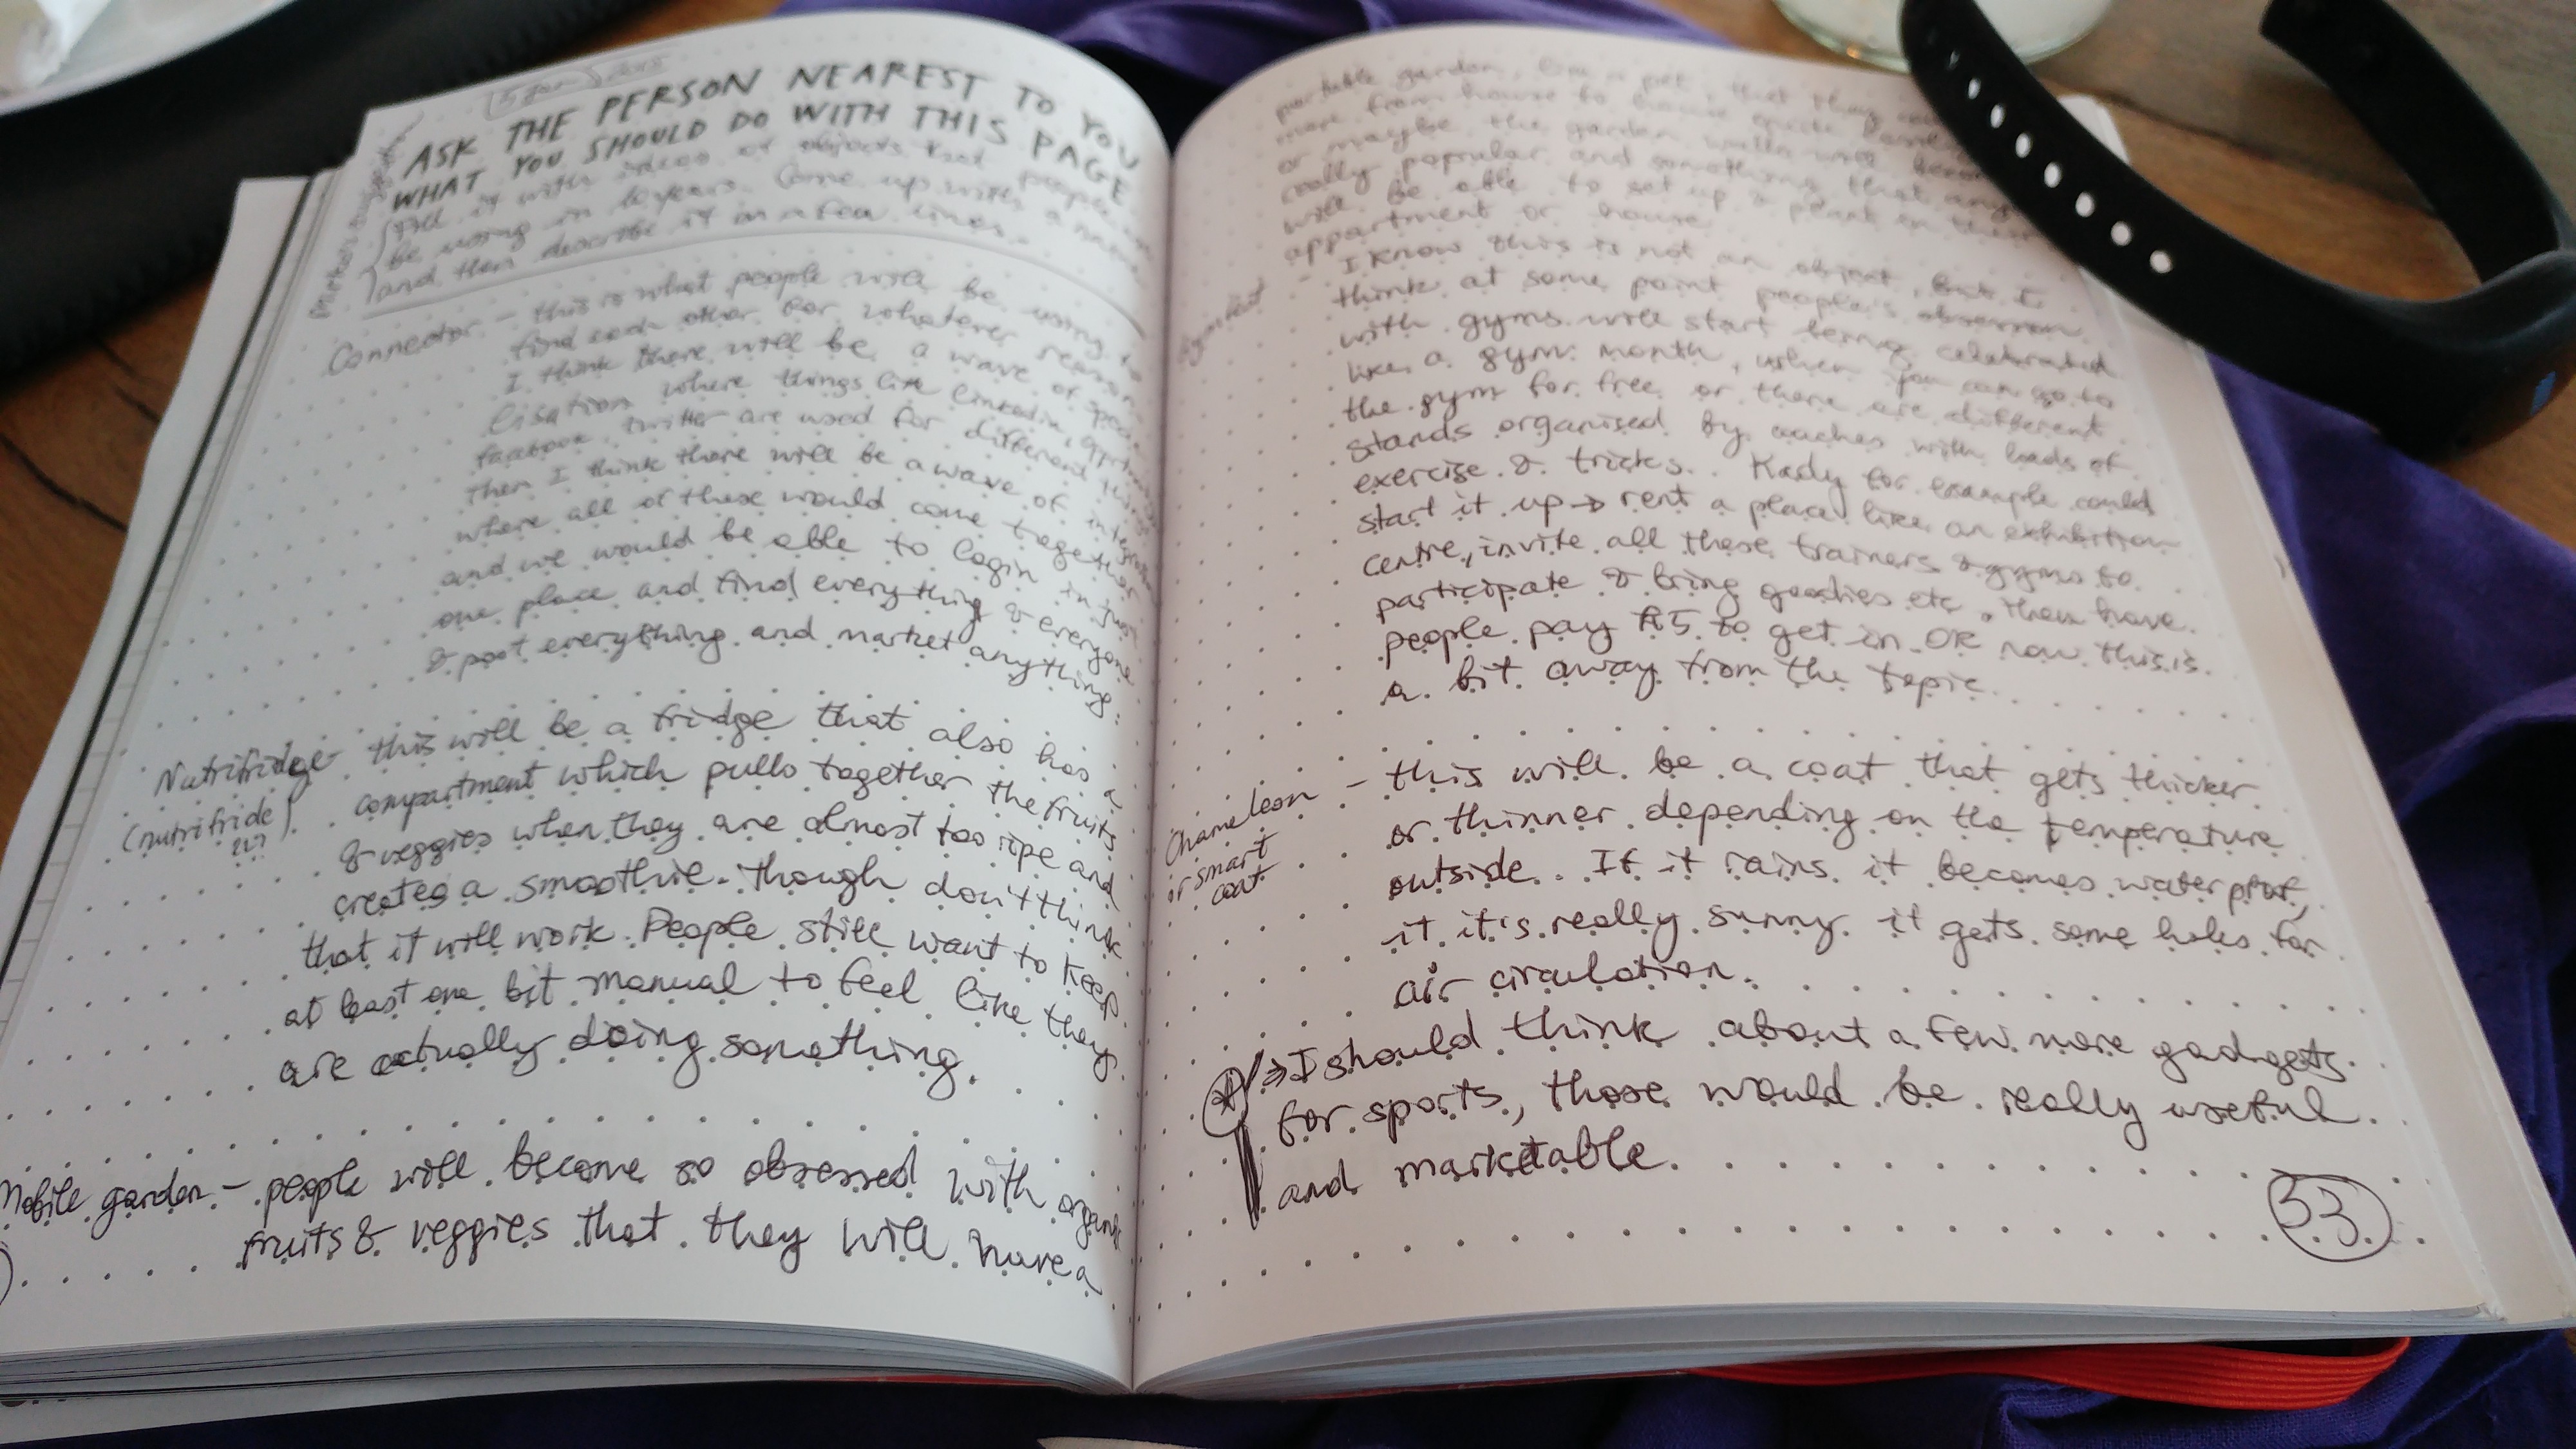 ASK THE PERSON NEAREST TO YOU
WHAT YOU SHOULD DO WITH THIS PAGE
Fill it with ideas of objects that people
be using in years. Come up with a name
and then describe it in a few lines.
Connector - this is what people will be using to
find each other for whatever reason
I think there will be a wave of
lisation where things like linkedin,
facebook, twitter are used for different things
then I think there will be a wave of
where all of these would come together
and we would be able to login in just
one place and find everything & everyone
& post everything and market anything.
Nutrifridge - this will be a fridge that also has a
(nutrifride
compartment which pulls together the fruits
& veggies when they are almost too ripe and
creates a smoothie. though don't think
that it will work. People still want to keep
at least one bit manual to feel like they
are actually doing something.
Mobile garden - people will become so obsessed with organic
fruits & veggies that they will have a
portable garden, like a pet, that they
move from house to house quite
or maybe the garden walls will become
really popular and something that
will be able to set up & plant in their
appartment or house
- I know this is not an object, but I
think at some point people's obsession
with gyms will start being celebrated
like a gym month, when you can go to
the gym for free or there are different
stands organised by coaches with loads of
exercise & tricks. Kady for example could
start it up → rent a place like an exhibition
centre, invite all these trainers & gyms to
participate & bring goodies etc, then have
people pay £5 to get in. OK now this is
a bit away from the topic.
Chameleon - this will be a coat that gets thicker
or smart
coat
or thinner depending on the temperature
outside. If it rains it becomes waterproof,
if it's really sunny it gets some holes for
air circulation.
⇒ I should think about a few more gadgets
for sports, those would be really useful
and marketable.
53